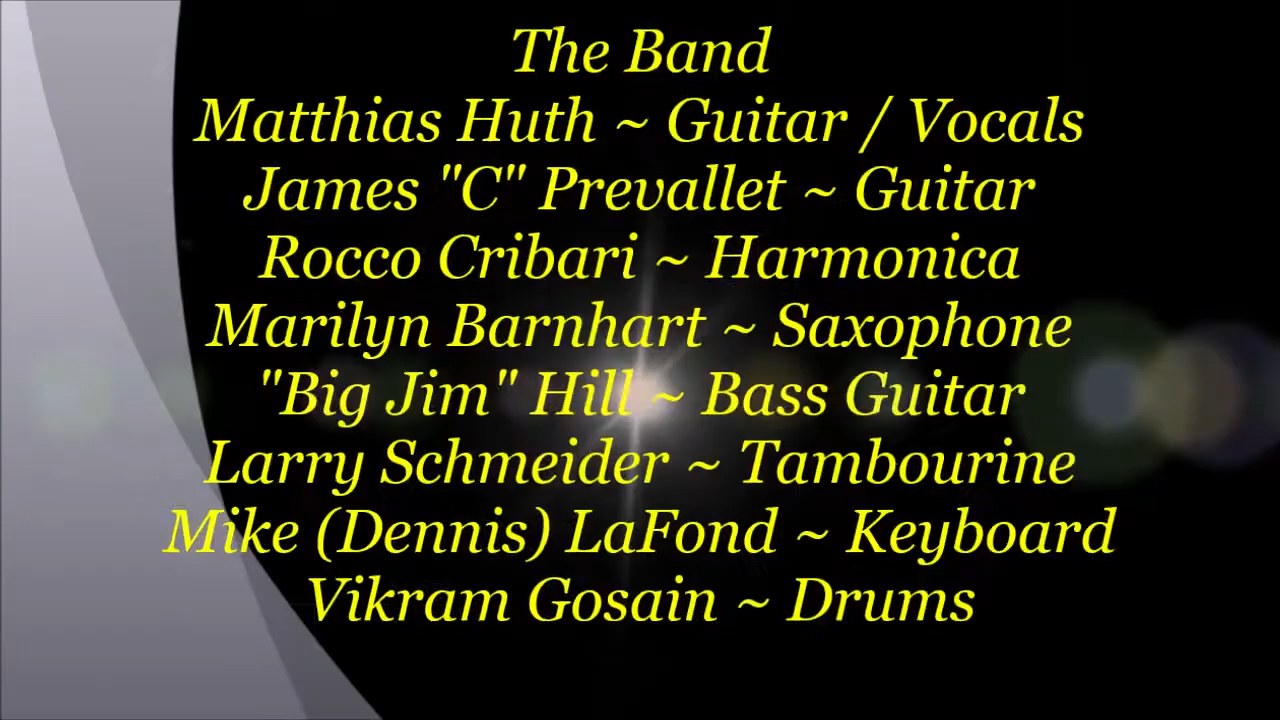 The Band
Matthias Huth ~ Guitar / Vocals
James "C" Prevallet ~ Guitar
Rocco Cribari ~ Harmonica
Marilyn Barnhart ~ Saxophone
"Big Jim" Hill ~ Bass Guitar
Larry Schmeider ~ Tambourine
Mike (Dennis) LaFond ~ Keyboard
Vikram Gosain ~ Drums